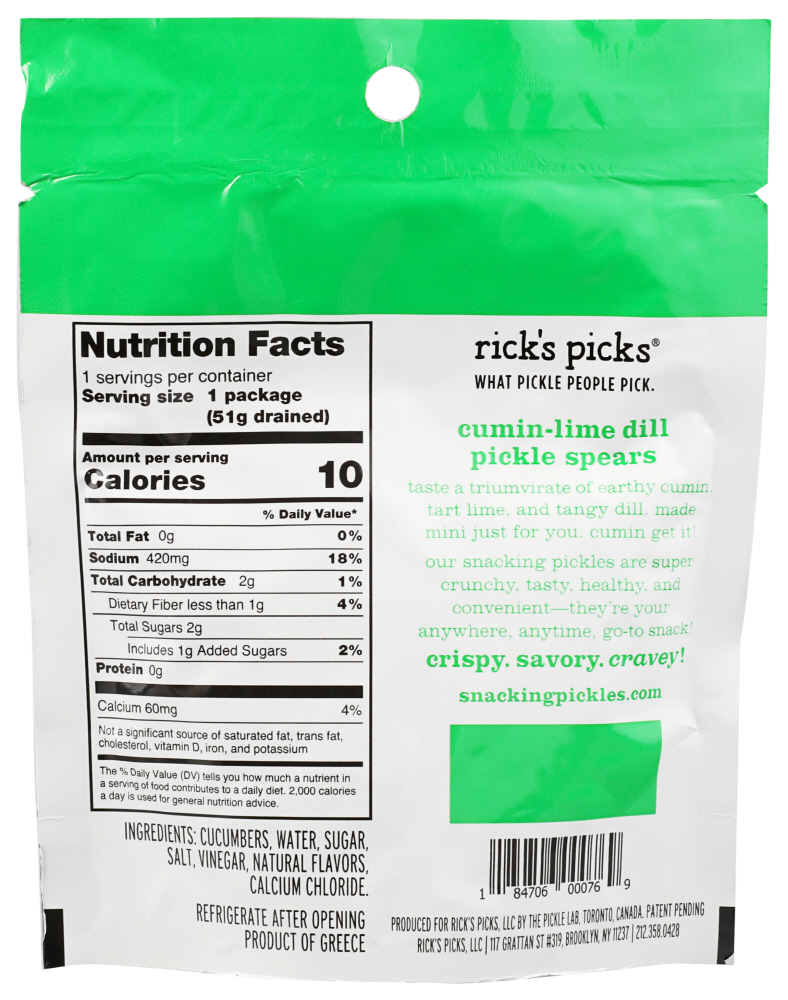 Nutrition Facts
1 servings per container
Serving size 1 package
(51g drained)
Amount per serving
Calories 10
% Daily Value*
Total Fat 0g 0%
Sodium 420mg 18%
Total Carbohydrate 2g 1%
Dietary Fiber less than 1g 4%
Total Sugars 2g
Includes 1g Added Sugars 2%
Protein 0g
Calcium 60mg 4%
Not a significant source of saturated fat, trans fat,
cholesterol, vitamin D, iron, and potassium
The % Daily Value (DV) tells you how much a nutrient in
a serving of food contributes to a daily diet. 2,000 calories
a day is used for general nutrition advice.
INGREDIENTS: CUCUMBERS, WATER, SUGAR,
SALT, VINEGAR, NATURAL FLAVORS,
CALCIUM CHLORIDE.
REFRIGERATE AFTER OPENING
PRODUCT OF GREECE
rick's picks®
WHAT PICKLE PEOPLE PICK.
cumin-lime dill
pickle spears
taste a triumvirate of earthy cumin,
tart lime, and tangy dill. made
mini just for you. cumin get it!
our snacking pickles are super
crunchy, tasty, healthy, and
convenient—they're your
anywhere, anytime, go-to snack!
crispy. savory. cravey!
snackingpickles.com
1 84706 00076 9
PRODUCED FOR RICK'S PICKS, LLC BY THE PICKLE LAB, TORONTO, CANADA. PATENT PENDING
RICK'S PICKS, LLC | 117 GRATTAN ST #319, BROOKLYN, NY 11237 | 212.358.0428